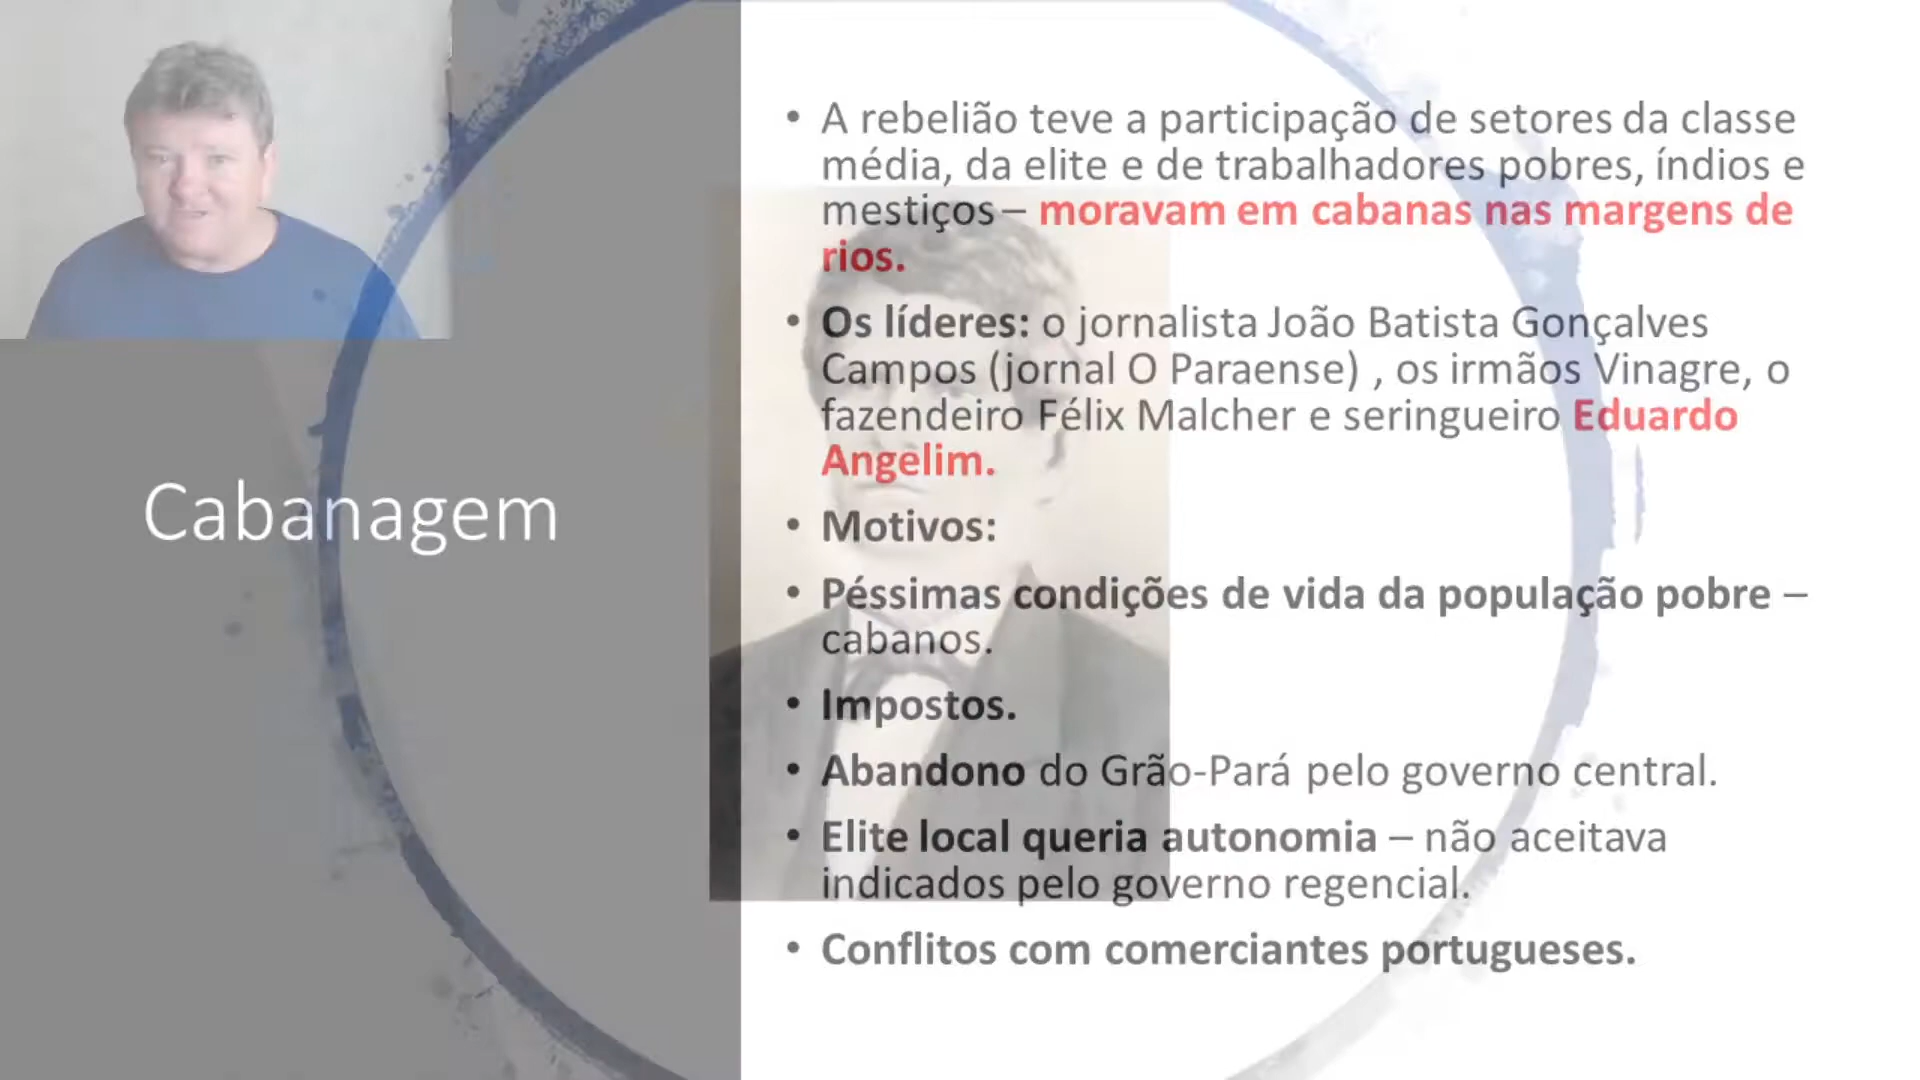 Cabanagem
• A rebelião teve a participação de setores da classe
média, da elite e de trabalhadores pobres, índios e
mestiços – moravam em cabanas nas margens de
rios.
• Os líderes: o jornalista João Batista Gonçalves
Campos (jornal O Paraense) , os irmãos Vinagre, o
fazendeiro Félix Malcher e seringueiro Eduardo
Angelim.
• Motivos:
• Péssimas condições de vida da população pobre –
cabanos.
• Impostos.
• Abandono do Grão-Pará pelo governo central.
• Elite local queria autonomia – não aceitava
indicados pelo governo regencial.
• Conflitos com comerciantes portugueses.